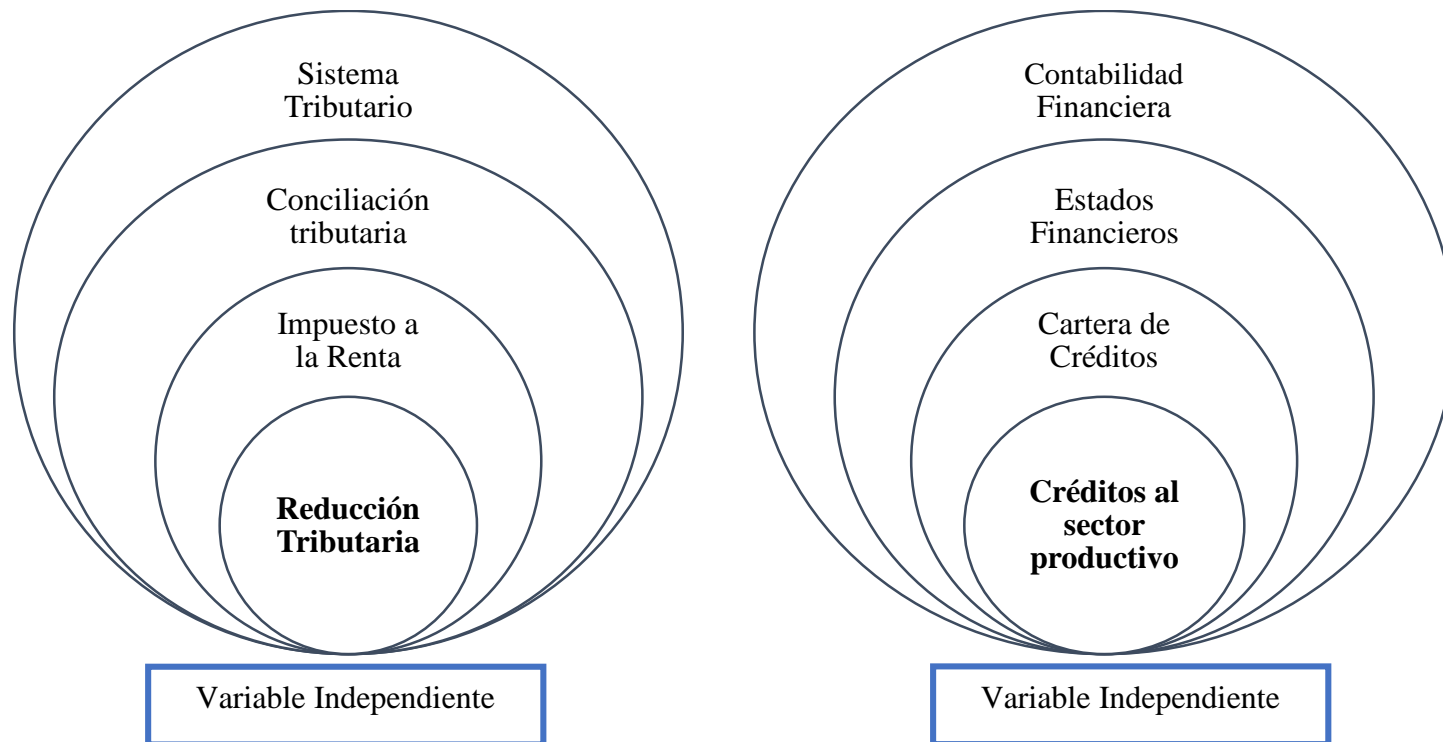 Sistema
Tributario
Conciliación
tributaria
Impuesto a
la Renta
Reducción
Tributaria
Variable Independiente
Contabilidad
Financiera
Estados
Financieros
Cartera de
Créditos
Créditos al
sector
productivo
Variable Independiente